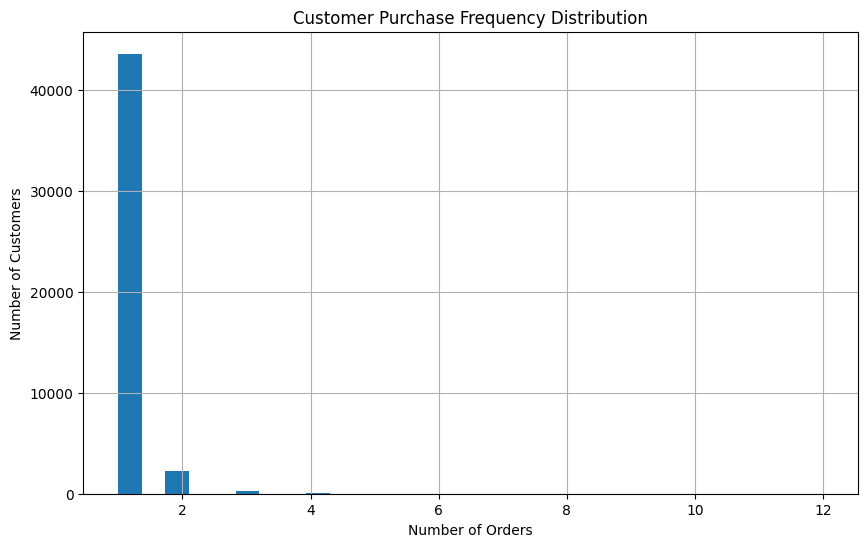 Customer Purchase Frequency Distribution
Number of Customers
40000
30000
20000
10000
0
2 4 6 8 10 12
Number of Orders